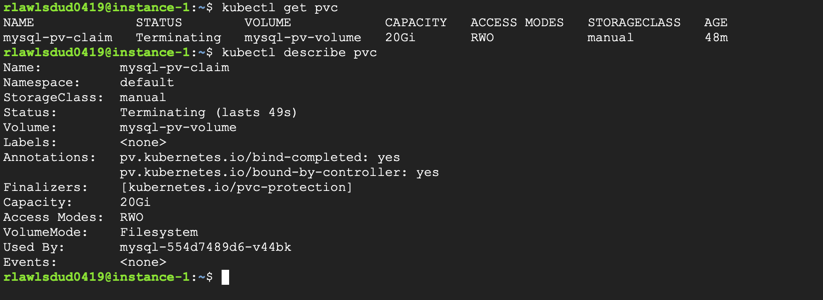 rlawlsdud0419@instance-1:~$ kubectl get pvc
NAME STATUS VOLUME CAPACITY ACCESS MODES STORAGECLASS AGE
mysql-pv-claim Terminating mysql-pv-volume 20Gi RWO manual 48m
rlawlsdud0419@instance-1:~$ kubectl describe pvc
Name: mysql-pv-claim
Namespace: default
StorageClass: manual
Status: Terminating (lasts 49s)
Volume: mysql-pv-volume
Labels: <none>
Annotations: pv.kubernetes.io/bind-completed: yes
pv.kubernetes.io/bound-by-controller: yes
Finalizers: [kubernetes.io/pvc-protection]
Capacity: 20Gi
Access Modes: RWO
VolumeMode: Filesystem
Used By: mysql-554d7489d6-v44bk
Events: <none>
rlawlsdud0419@instance-1:~$